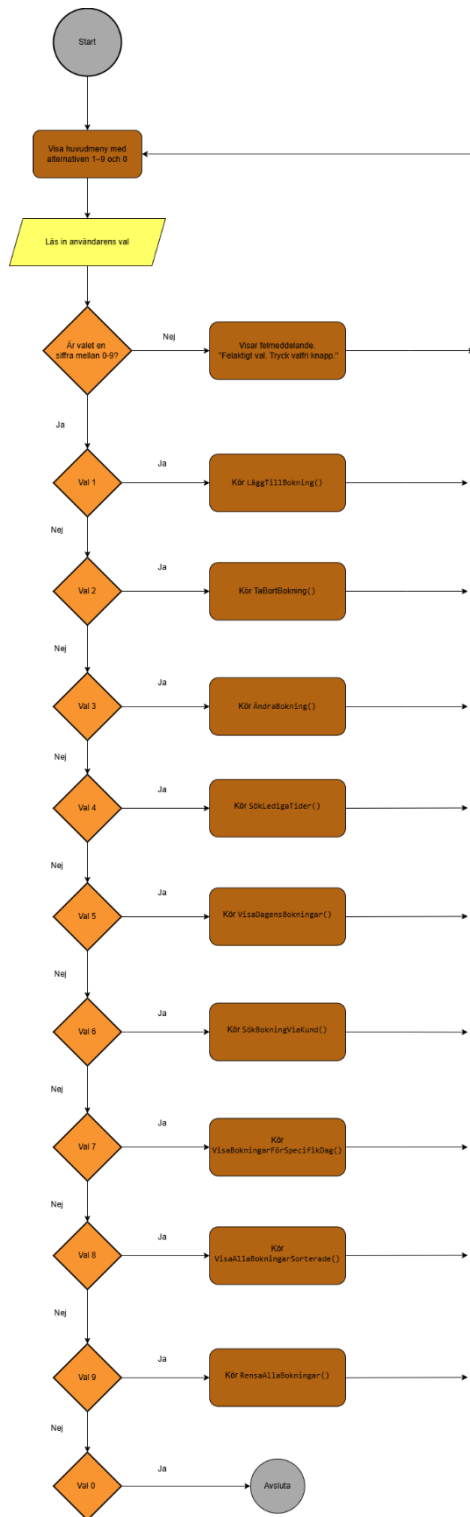 Start
Visa huvudmeny med
alternativen 1–9 och 0
Läs in användarens val
Är valet en
siffra mellan 0-9?
Nej
Visar felmeddelande.
"Felaktigt val. Tryck valfri knapp."
Ja
Val 1
Ja
Kör LäggTillBokning()
Nej
Val 2
Ja
Kör TaBortBokning()
Nej
Val 3
Ja
Kör ÄndraBokning()
Nej
Val 4
Ja
Kör SökLedigaTider()
Nej
Val 5
Ja
Kör VisaDagensBokningar()
Nej
Val 6
Ja
Kör SökBokningViaKund()
Nej
Val 7
Ja
Kör
VisaBokningarförSpecifikDag()
Nej
Val 8
Ja
Kör
VisaAllaBokningarSorterade()
Nej
Val 9
Ja
Kör RensaAllaBokningar()
Nej
Val 0
Ja
Avsluta